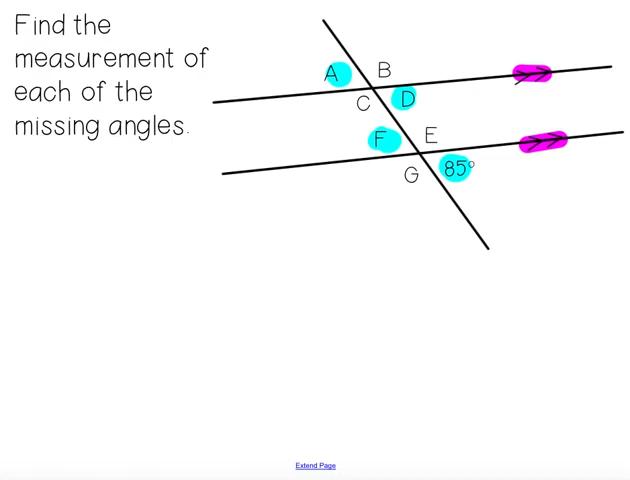 Find the
measurement of
each of the
missing angles.
A
B
C
D
F
E
G
85°
Extend Page